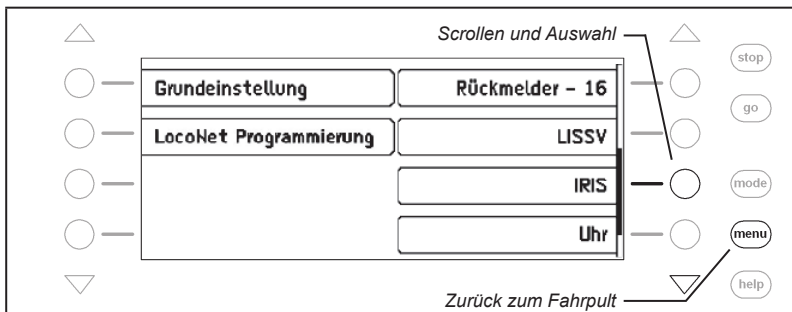 Scrollen und Auswahl
stop
Grundeinstellung
Rückmelder – 16
go
LocoNet Programmierung
LISSV
IRIS
mode
Uhr
menu
help
Zurück zum Fahrpult